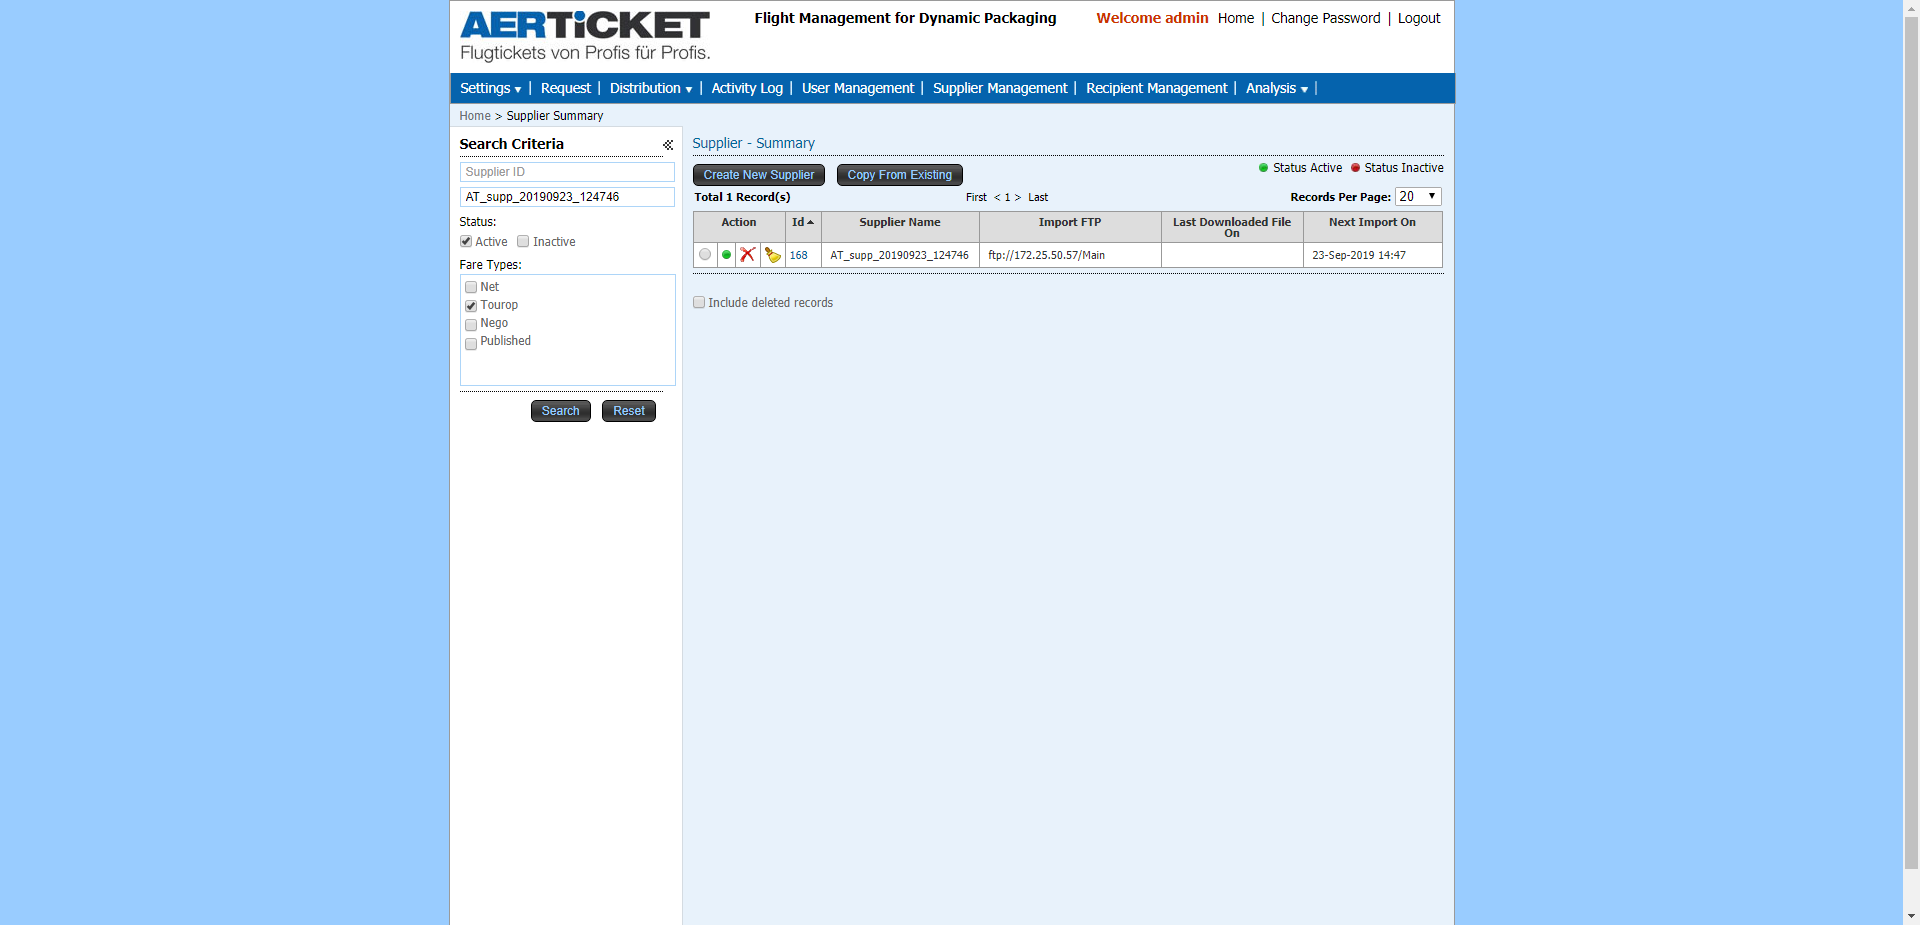 AERTiCKET
Flugtickets von Profis für Profis.
Flight Management for Dynamic Packaging
Welcome admin Home | Change Password | Logout
Settings ▼ | Request | Distribution ▼ | Activity Log | User Management | Supplier Management | Recipient Management | Analysis ▼ |
Home > Supplier Summary
Search Criteria
Supplier ID
AT_supp_20190923_124746
Status:
Active Inactive
Fare Types:
Net
Tourop
Nego
Published
Search Reset
Supplier - Summary
Create New Supplier Copy From Existing
Status Active Status Inactive
Total 1 Record(s) First < 1 > Last Records Per Page: 20
Action Id Supplier Name Import FTP Last Downloaded File On Next Import On
168 AT_supp_20190923_124746 ftp://172.25.50.57/Main 23-Sep-2019 14:47
Include deleted records